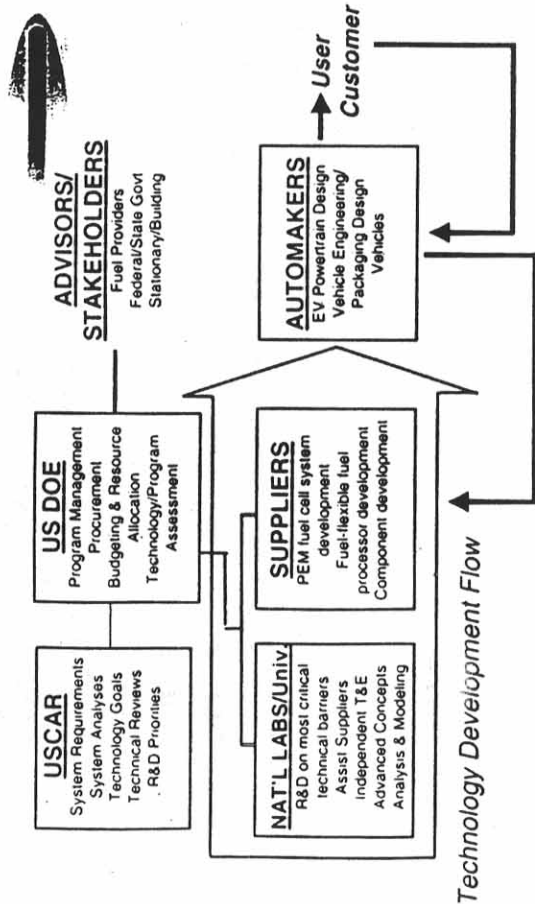 USCAR
System Requirements
System Analyses
Technology Goals
Technical Reviews
R&D Priorities
US DOE
Program Management
Procurement
Budgeting & Resource
Allocation
Technology/Program
Assessment
ADVISORS/
STAKEHOLDERS
Fuel Providers
Federal/State Govt
Stationary/Building
NAT'L LABS/Univ.
R&D on most critical
technical barriers
Assist Suppliers
Independent T&E
Advanced Concepts
Analysis & Modeling
SUPPLIERS
PEM fuel cell system
development
Fuel-flexible fuel
processor development
Component development
AUTOMAKERS
EV Powertrain Design
Vehicle Engineering/
Packaging Design
Vehicles
User
Customer
Technology Development Flow